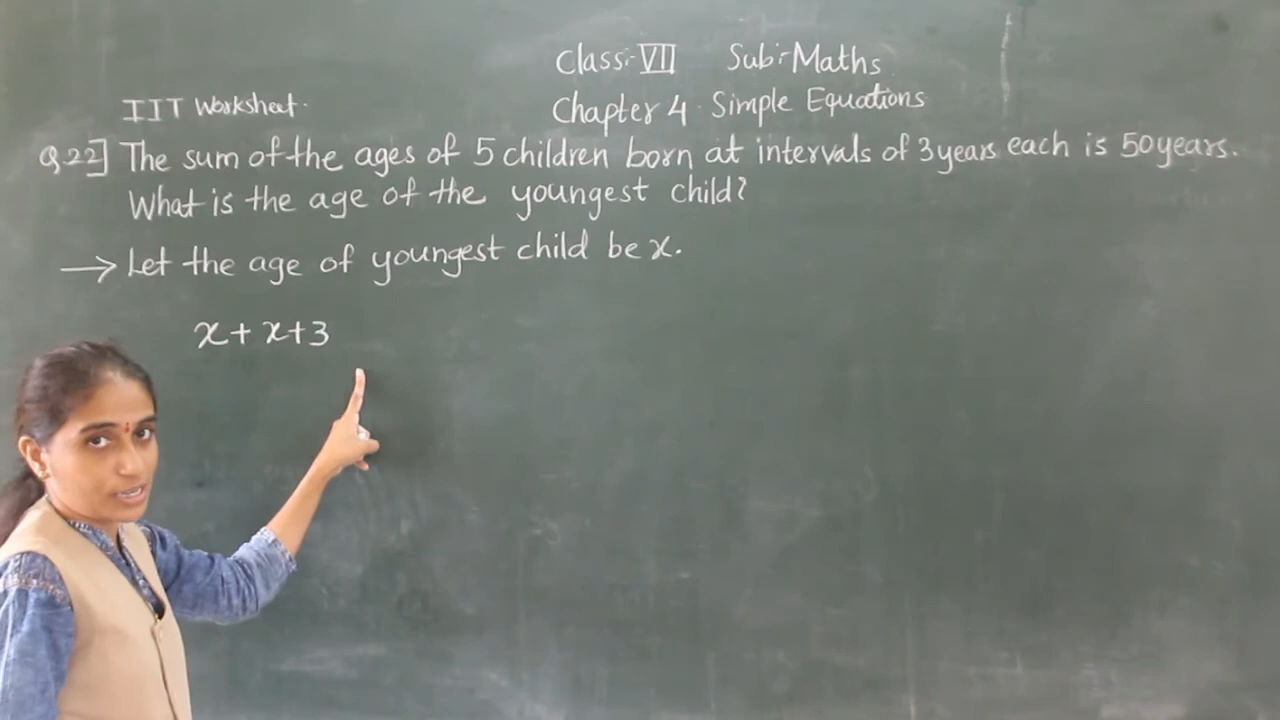 Class:- VII Sub:- Maths
IIT Worksheet.
Chapter 4. Simple Equations
Q.22] The sum of the ages of 5 children born at intervals of 3 years each is 50 years.
What is the age of the youngest child?
→ Let the age of youngest child be x.
x + x+3